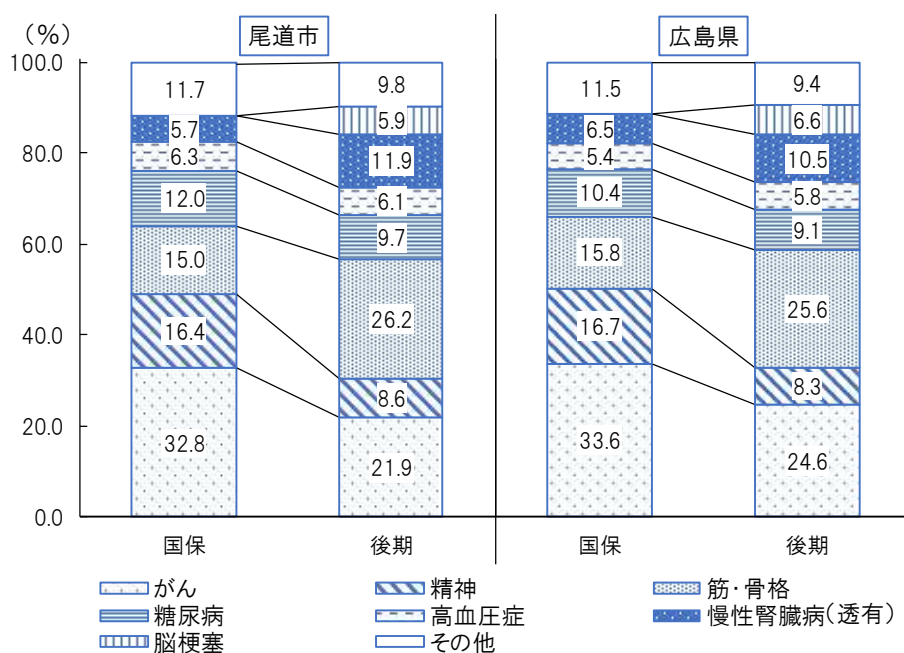 尾道市 広島県
(%)
100.0
80.0
60.0
40.0
20.0
0.0
11.7 9.8 11.5 9.4
5.7 5.9 6.5 6.6
6.3 11.9 5.4 10.5
12.0 6.1 10.4 5.8
15.0 9.7 15.8 9.1
16.4 26.2 16.7 25.6
32.8 8.6 33.6 8.3
21.9 24.6
国保 後期 国保 後期
がん 精神 筋・骨格
糖尿病 高血圧症 慢性腎臓病(透有)
脳梗塞 その他